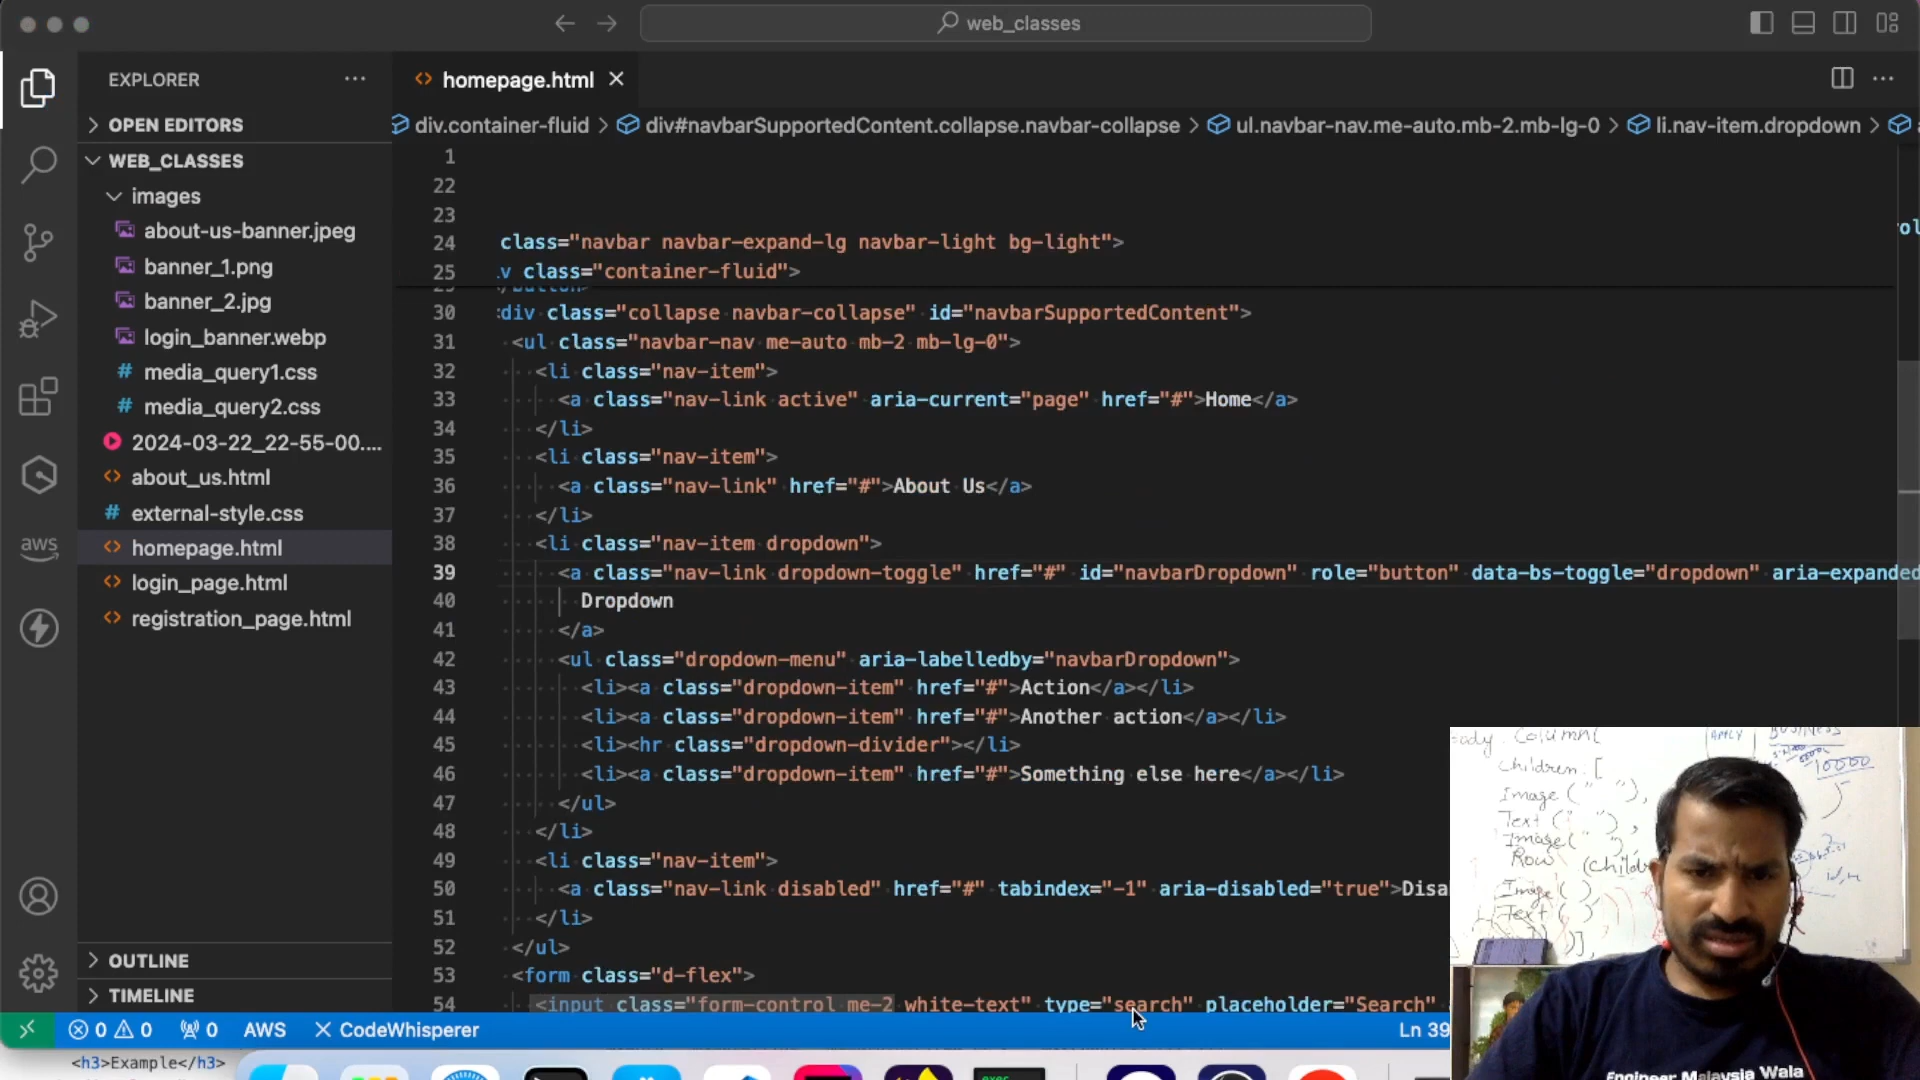 web_classes
EXPLORER
homepage.html
OPEN EDITORS
div.container-fluid > div#navbarSupportedContent.collapse.navbar-collapse > ul.navbar-nav.me-auto.mb-2.mb-lg-0 > li.nav-item.dropdown >
WEB_CLASSES
images
about-us-banner.jpeg
banner_1.png
banner_2.jpg
login_banner.webp
media_query1.css
media_query2.css
2024-03-22_22-55-00....
about_us.html
external-style.css
homepage.html
login_page.html
registration_page.html
OUTLINE
TIMELINE
1
22
23
24 class="navbar navbar-expand-lg navbar-light bg-light">
25 v class="container-fluid">
30 div class="collapse navbar-collapse" id="navbarSupportedContent">
31 <ul class="navbar-nav me-auto mb-2 mb-lg-0">
32 <li class="nav-item">
33 <a class="nav-link active" aria-current="page" href="#">Home</a>
34 </li>
35 <li class="nav-item">
36 <a class="nav-link" href="#">About Us</a>
37 </li>
38 <li class="nav-item dropdown">
39 <a class="nav-link dropdown-toggle" href="#" id="navbarDropdown" role="button" data-bs-toggle="dropdown" aria-expanded
40 Dropdown
41 </a>
42 <ul class="dropdown-menu" aria-labelledby="navbarDropdown">
43 <li><a class="dropdown-item" href="#">Action</a></li>
44 <li><a class="dropdown-item" href="#">Another action</a></li>
45 <li><hr class="dropdown-divider"></li>
46 <li><a class="dropdown-item" href="#">Something else here</a></li>
47 </ul>
48 </li>
49 <li class="nav-item">
50 <a class="nav-link disabled" href="#" tabindex="-1" aria-disabled="true">Disa
51 </li>
52 </ul>
53 <form class="d-flex">
54 <input class="form-control me-2 white-text" type="search" placeholder="Search"
aws
0 0 0 AWS CodeWhisperer
Ln 39
<h3>Example</h3>
Column(
APPLY
BUSINESS
10000
children: [
Image (" "),
Text (" "),
Image(
Row (child
Image( )
Text ( )
Engineer Malaysia Wala